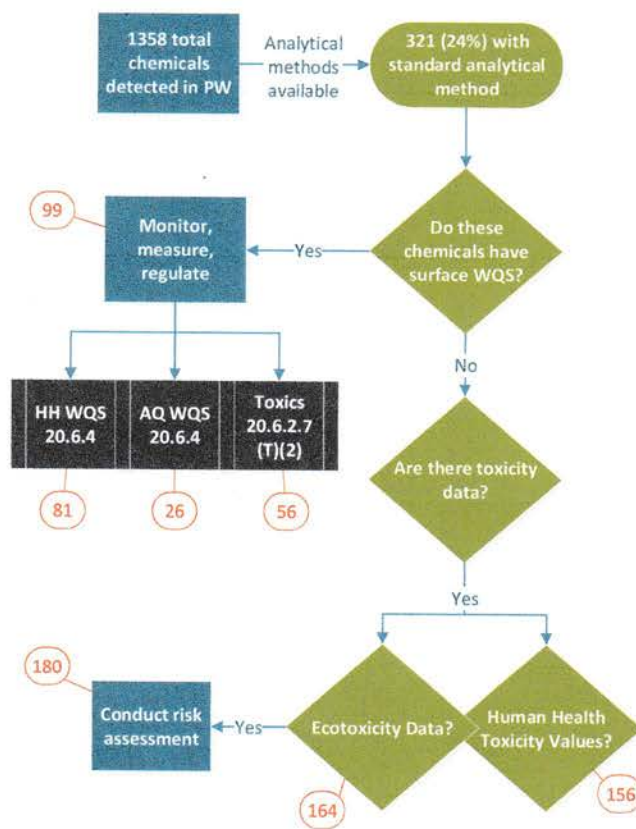 1358 total
chemicals
detected in PW
Analytical
methods
available
321 (24%) with
standard analytical
method
99
Monitor,
measure,
regulate
Yes
Do these
chemicals have
surface WQS?
HH WQS
20.6.4
AQ WQS
20.6.4
Toxics
20.6.2.7
(T)(2)
81
26
56
No
Are there toxicity
data?
Yes
180
Conduct risk
assessment
Yes
Ecotoxicity Data?
Human Health
Toxicity Values?
164
156